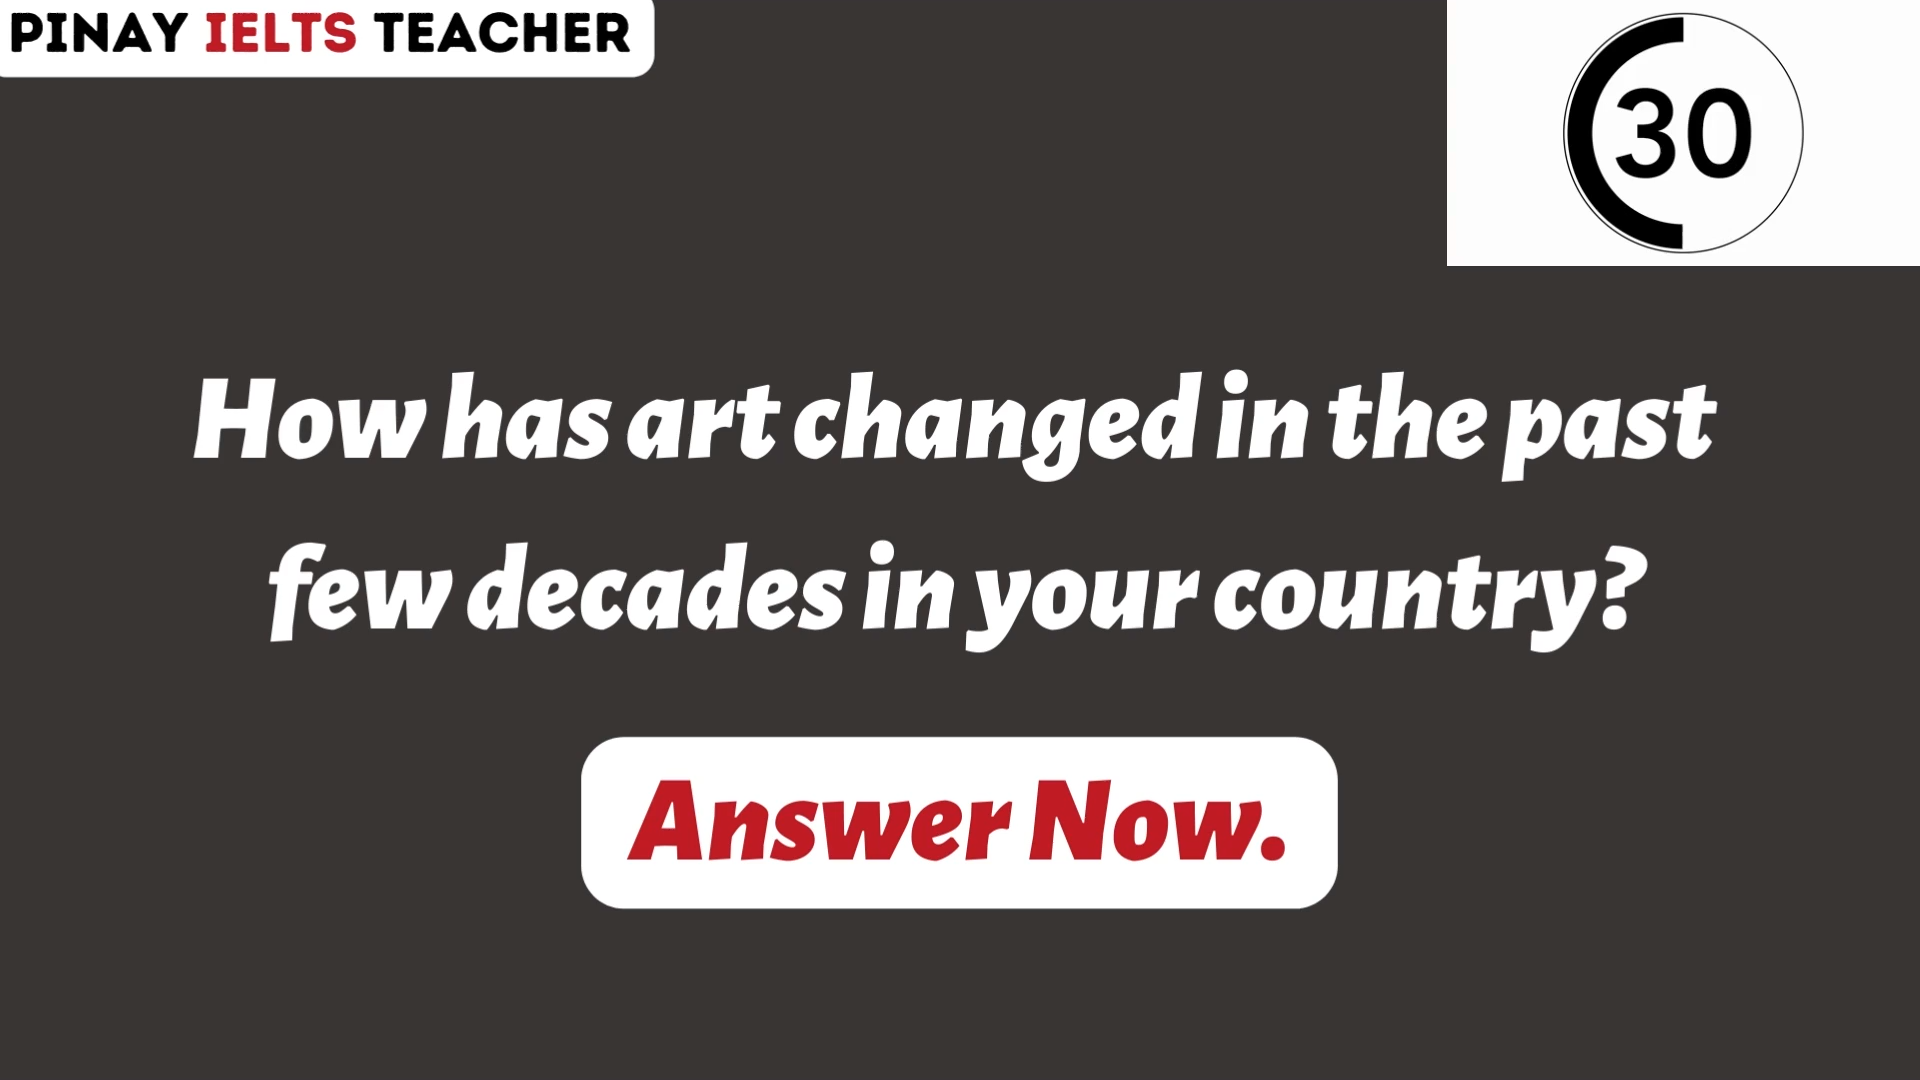 PINAY IELTS TEACHER
30
How has art changed in the past
few decades in your country?
Answer Now.